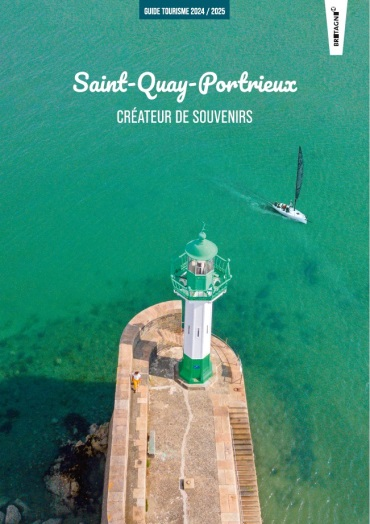 GUIDE TOURISME 2024 / 2025
BRETAGNE
Saint-Quay-Portrieux
CRÉATEUR DE SOUVENIRS